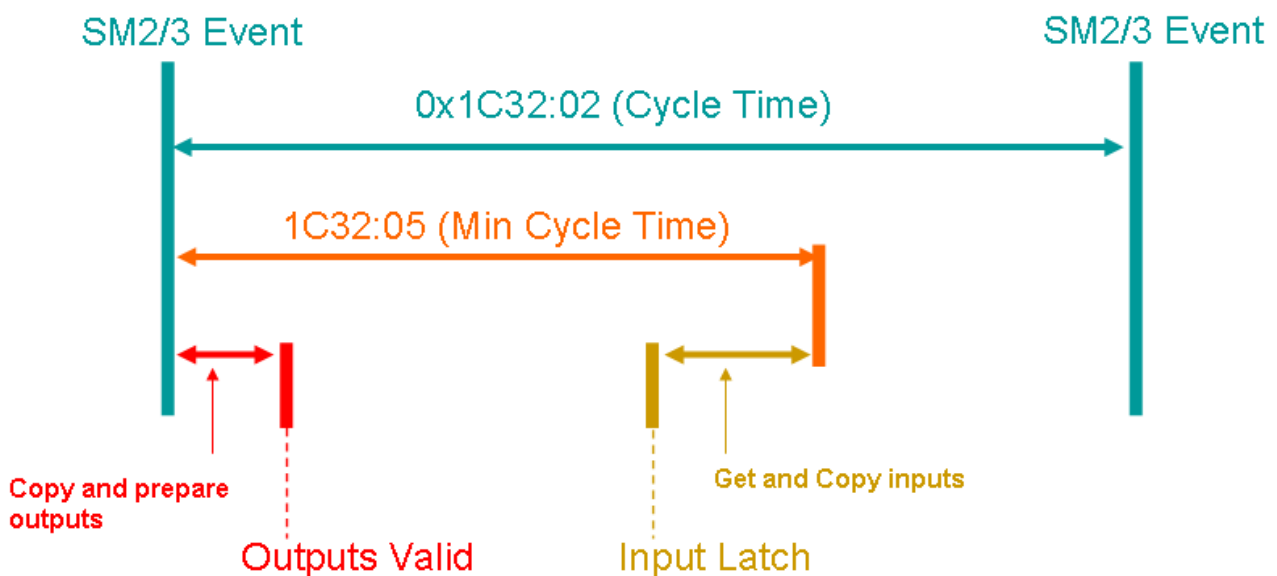 SM2/3 Event
SM2/3 Event
0x1C32:02 (Cycle Time)
1C32:05 (Min Cycle Time)
Copy and prepare
outputs
Get and Copy inputs
Outputs Valid
Input Latch